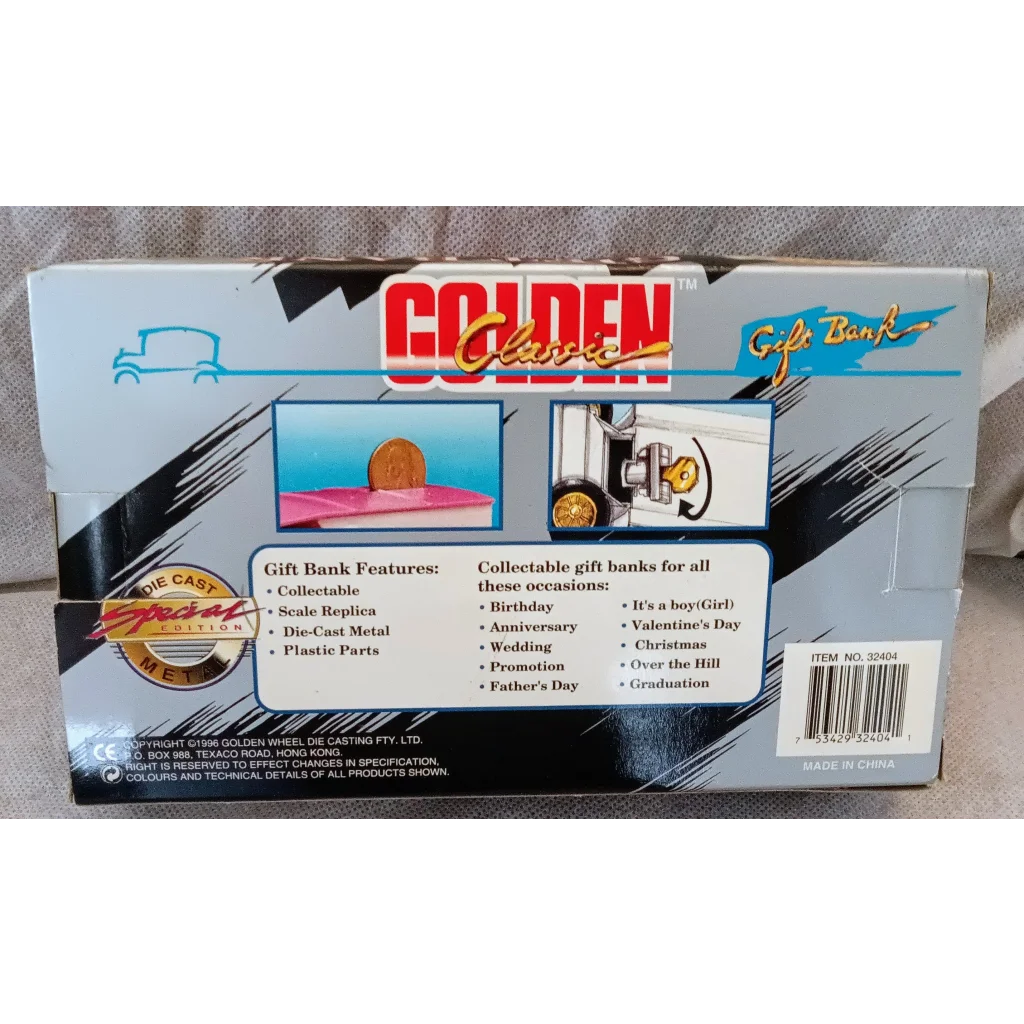 GOLDEN™
Classic
Gift Bank
Gift Bank Features:
• Collectable
• Scale Replica
• Die-Cast Metal
• Plastic Parts
Collectable gift banks for all
these occasions:
• Birthday
• Anniversary
• Wedding
• Promotion
• Father's Day
• It's a boy(Girl)
• Valentine's Day
• Christmas
• Over the Hill
• Graduation
DIE CAST
Special
EDITION
METAL
ITEM NO. 32404
7 53429 32404 1
MADE IN CHINA
CE
COPYRIGHT ©1996 GOLDEN WHEEL DIE CASTING FTY. LTD.
P.O. BOX 988, TEXACO ROAD, HONG KONG.
RIGHT IS RESERVED TO EFFECT CHANGES IN SPECIFICATION,
COLOURS AND TECHNICAL DETAILS OF ALL PRODUCTS SHOWN.